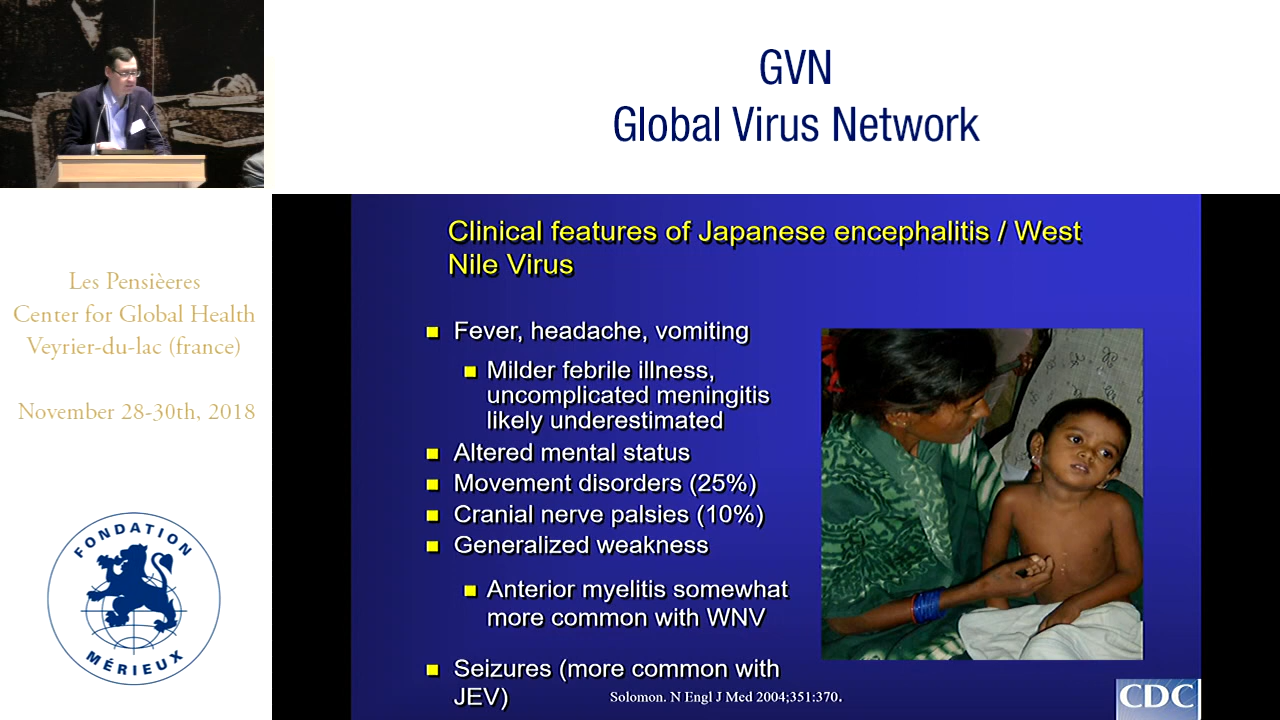 GVN
Global Virus Network
Les Pensièeres
Center for Global Health
Veyrier-du-lac (france)
November 28-30th, 2018
FONDATION
MÉRIEUX
Clinical features of Japanese encephalitis / West
Nile Virus
Fever, headache, vomiting
Milder febrile illness,
uncomplicated meningitis
likely underestimated
Altered mental status
Movement disorders (25%)
Cranial nerve palsies (10%)
Generalized weakness
Anterior myelitis somewhat
more common with WNV
Seizures (more common with
JEV)
Solomon. N Engl J Med 2004;351:370.
CDC